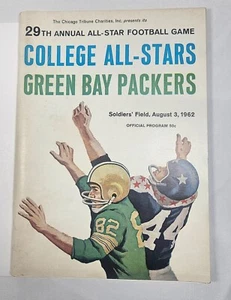 The Chicago Tribune Charities, Inc. presents its
29TH ANNUAL ALL-STAR FOOTBALL GAME
COLLEGE ALL-STARS
GREEN BAY PACKERS
Soldiers' Field, August 3, 1962
OFFICIAL PROGRAM 50c
82
44